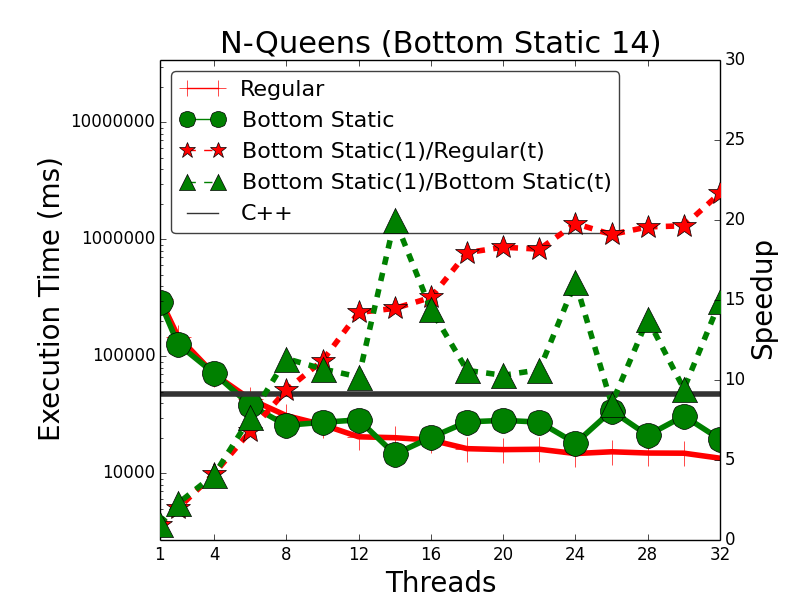 N-Queens (Bottom Static 14)
Regular
Bottom Static
Bottom Static(1)/Regular(t)
Bottom Static(1)/Bottom Static(t)
C++
Execution Time (ms)
10000000
1000000
100000
10000
30
25
20
15
10
5
0
Speedup
1 4 8 12 16 20 24 28 32
Threads